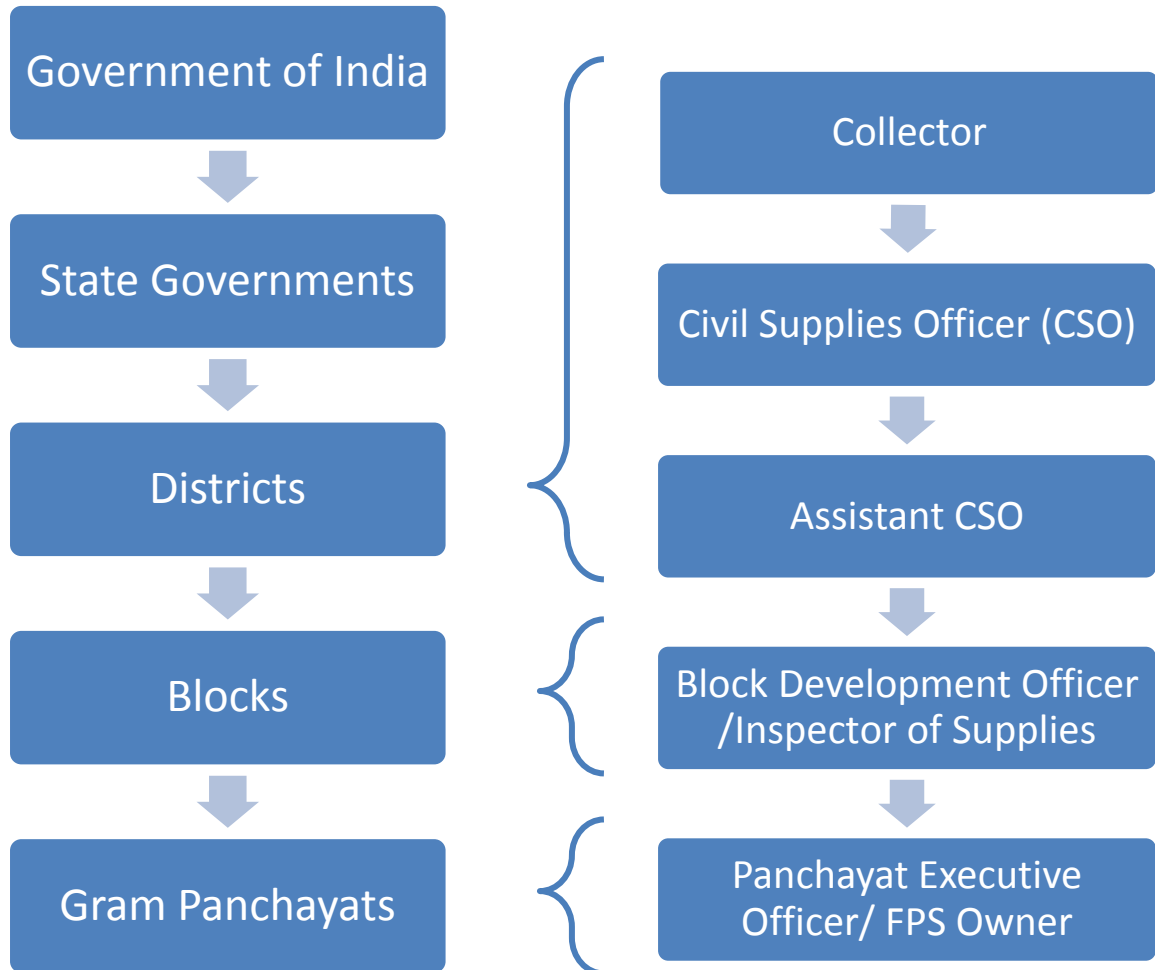 Government of India
State Governments
Districts
Blocks
Gram Panchayats
Collector
Civil Supplies Officer (CSO)
Assistant CSO
Block Development Officer
/Inspector of Supplies
Panchayat Executive
Officer/ FPS Owner